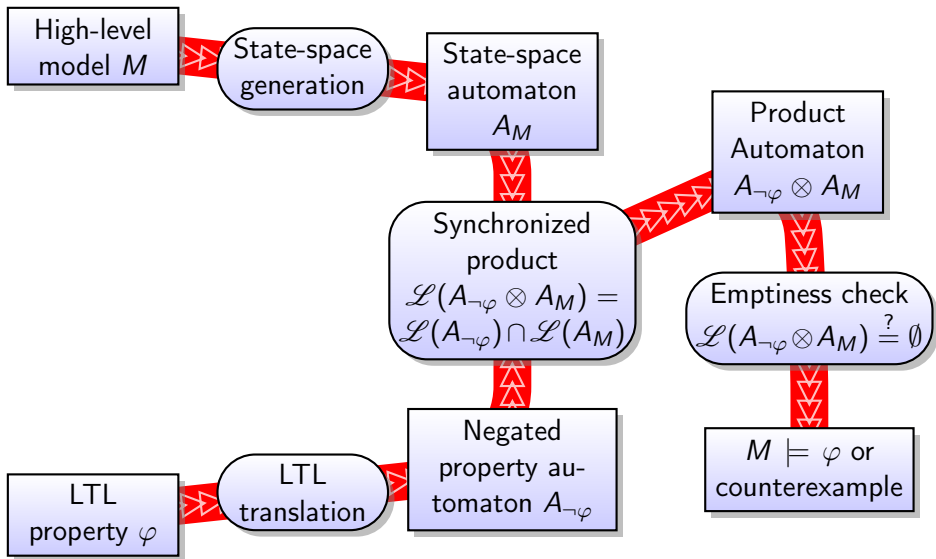 High-level
model M
State-space
generation
State-space
automaton
A_M
Product
Automaton
A_{¬φ} ⊗ A_M
Synchronized
product
ℒ(A_{¬φ} ⊗ A_M) =
ℒ(A_{¬φ}) ∩ ℒ(A_M)
Emptiness check
ℒ(A_{¬φ} ⊗ A_M) ≟ ∅
Negated
property au-
tomaton A_{¬φ}
M ⊨ φ or
counterexample
LTL
translation
LTL
property φ